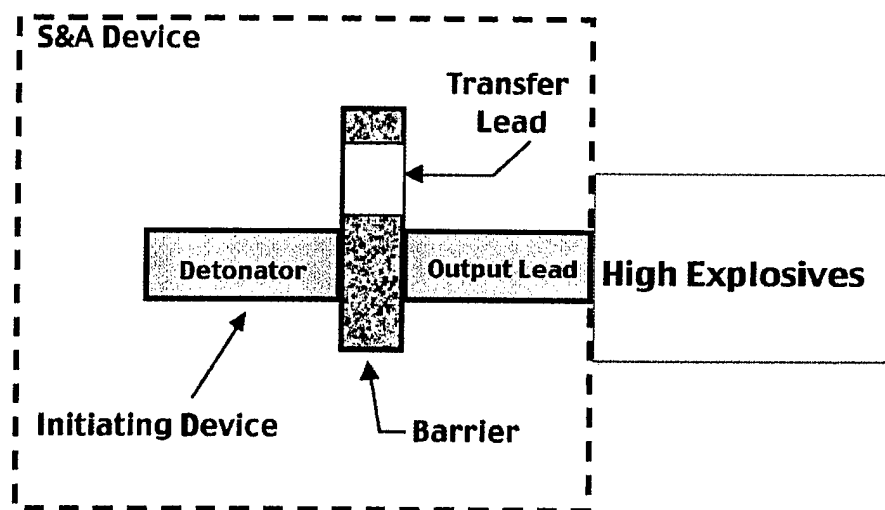 S&A Device
Transfer
Lead
Detonator
Output Lead
High Explosives
Initiating Device
Barrier